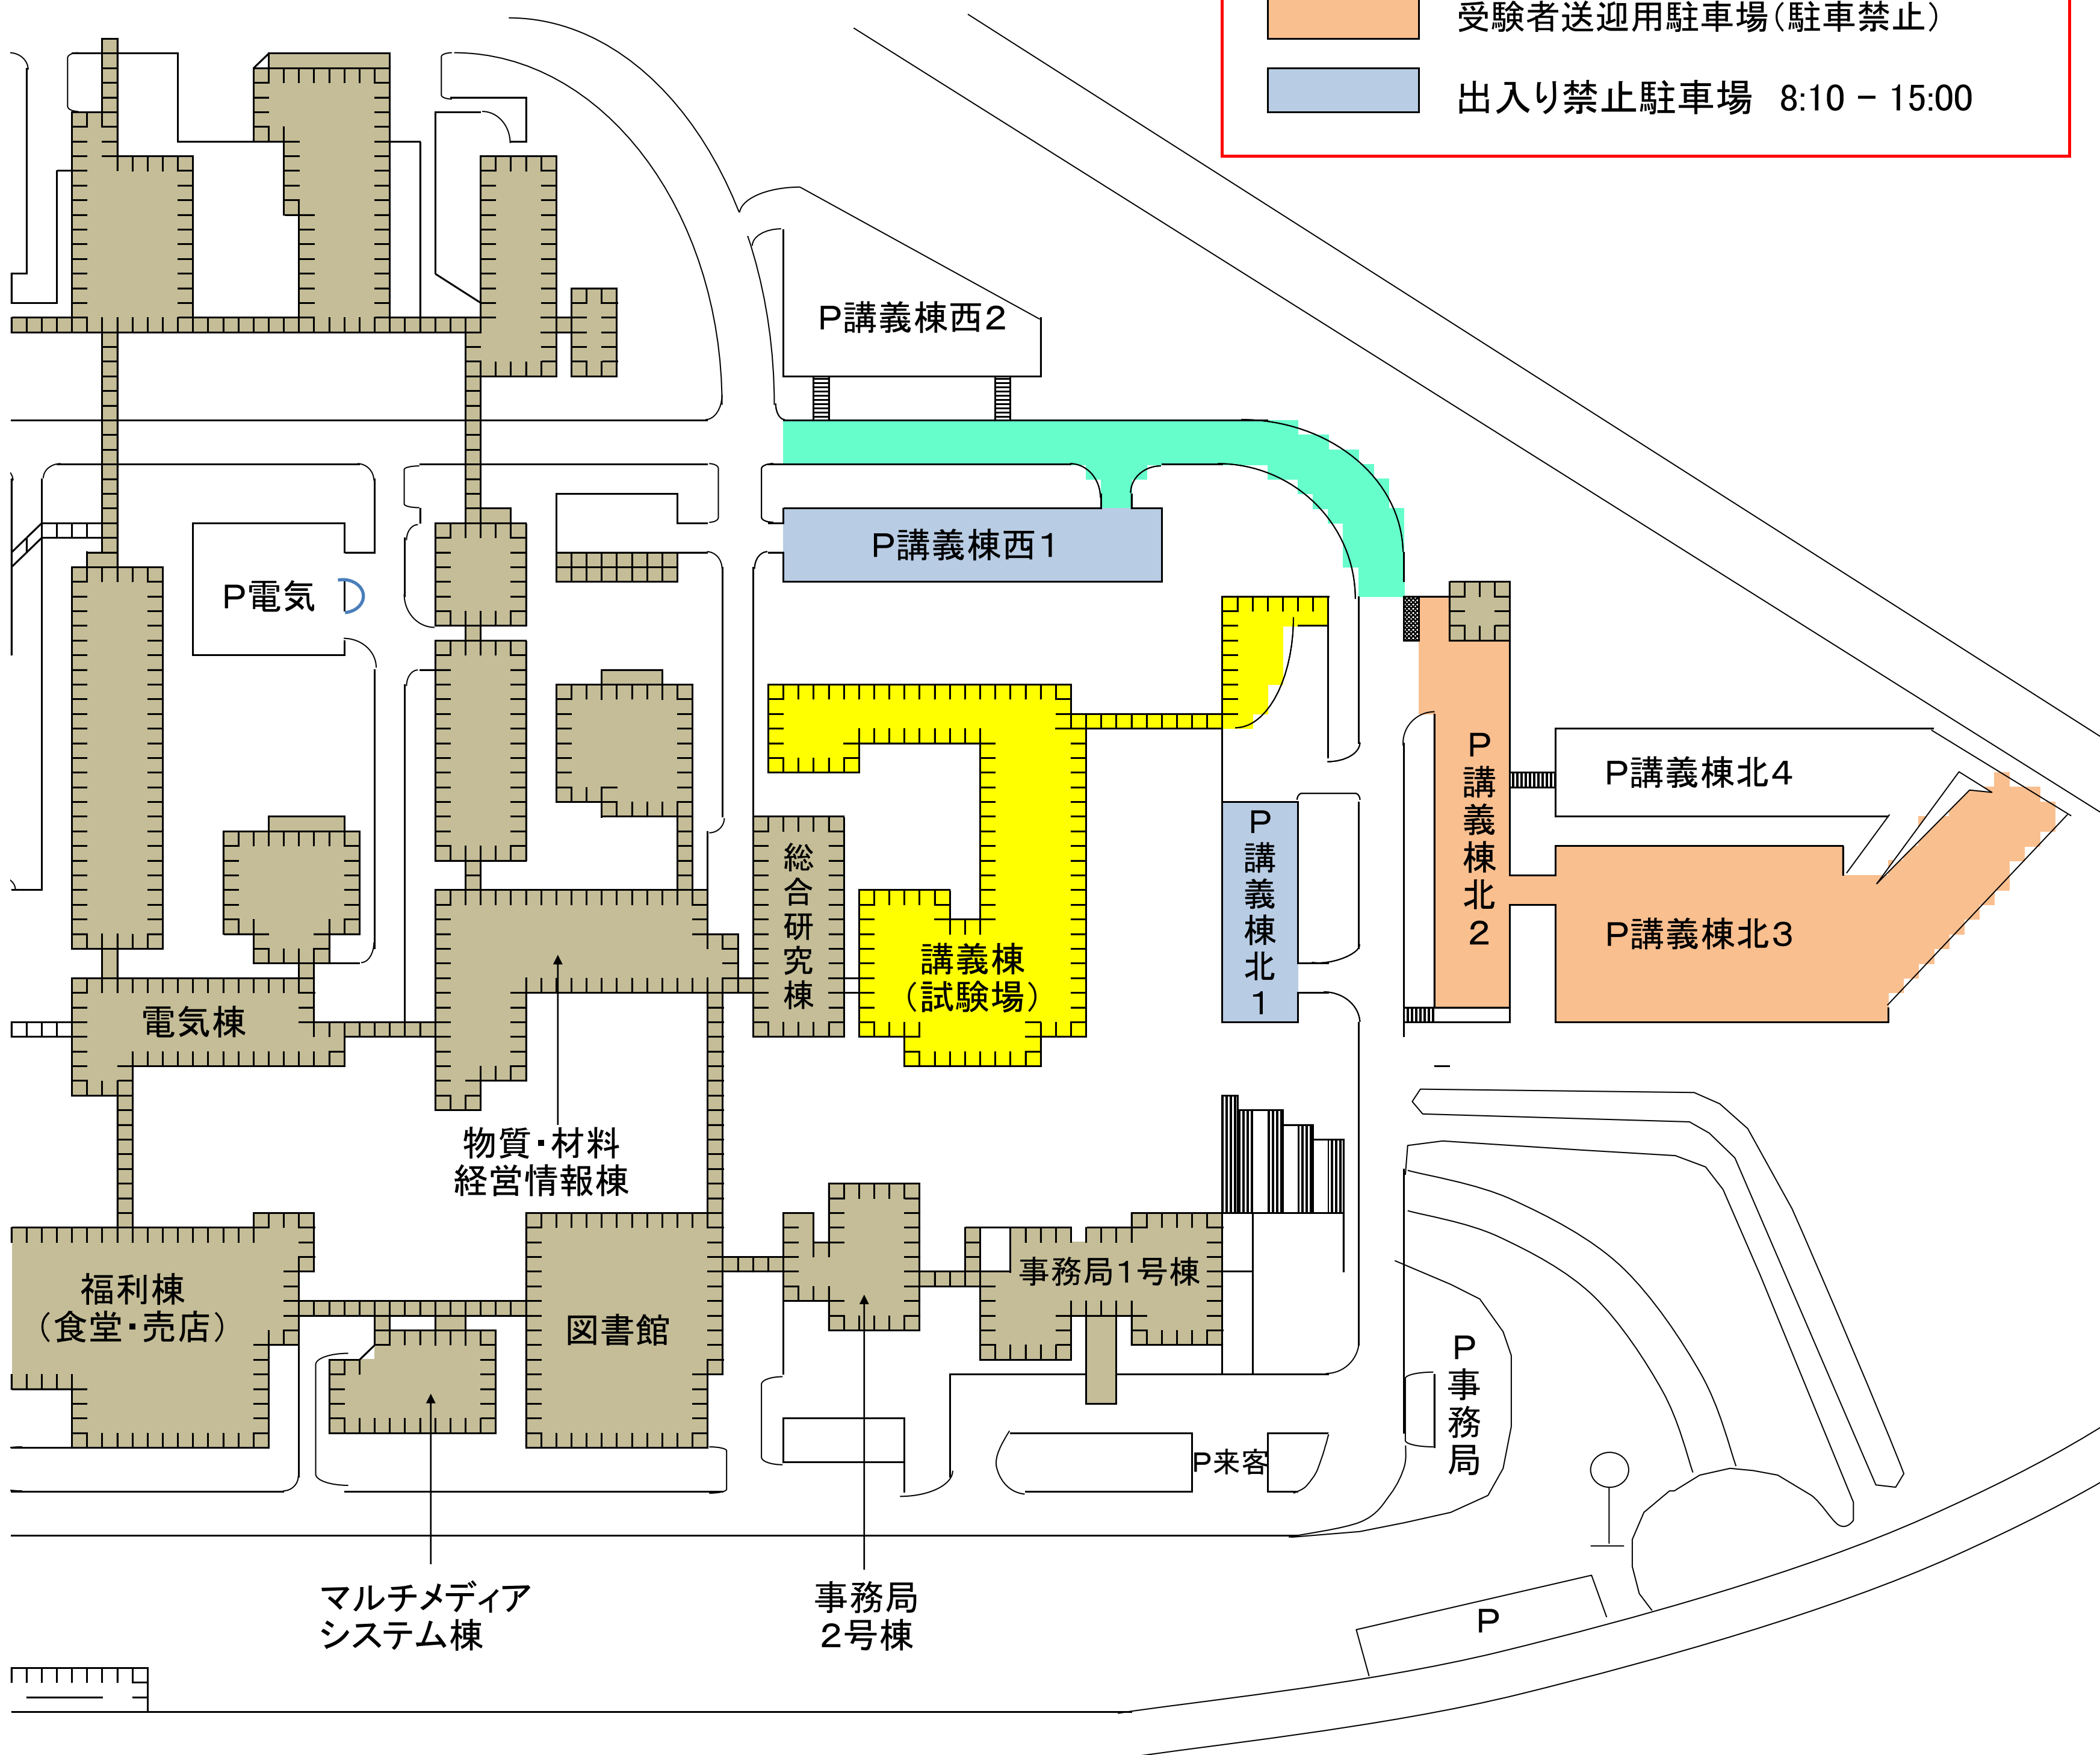 受験者送迎用駐車場（駐車禁止）
出入り禁止駐車場 8:10 － 15:00
Ｐ講義棟西２
Ｐ講義棟西１
Ｐ電気
Ｐ講義棟北２
Ｐ講義棟北４
Ｐ講義棟北１
Ｐ講義棟北３
総合研究棟
講義棟
（試験場）
電気棟
物質・材料
経営情報棟
事務局１号棟
福利棟
（食堂・売店）
図書館
Ｐ事務局
Ｐ来客
マルチメディア
システム棟
事務局
２号棟
Ｐ